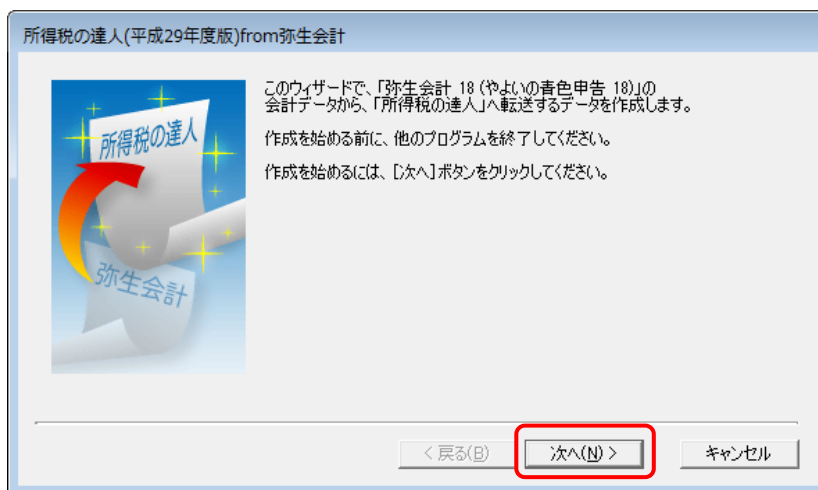 所得税の達人(平成29年度版)from弥生会計
所得税の達人
弥生会計
このウィザードで、「弥生会計 18 (やよいの青色申告 18)」の
会計データから、「所得税の達人」へ転送するデータを作成します。
作成を始める前に、他のプログラムを終了してください。
作成を始めるには、[次へ]ボタンをクリックしてください。
< 戻る(B)
次へ(N) >
キャンセル